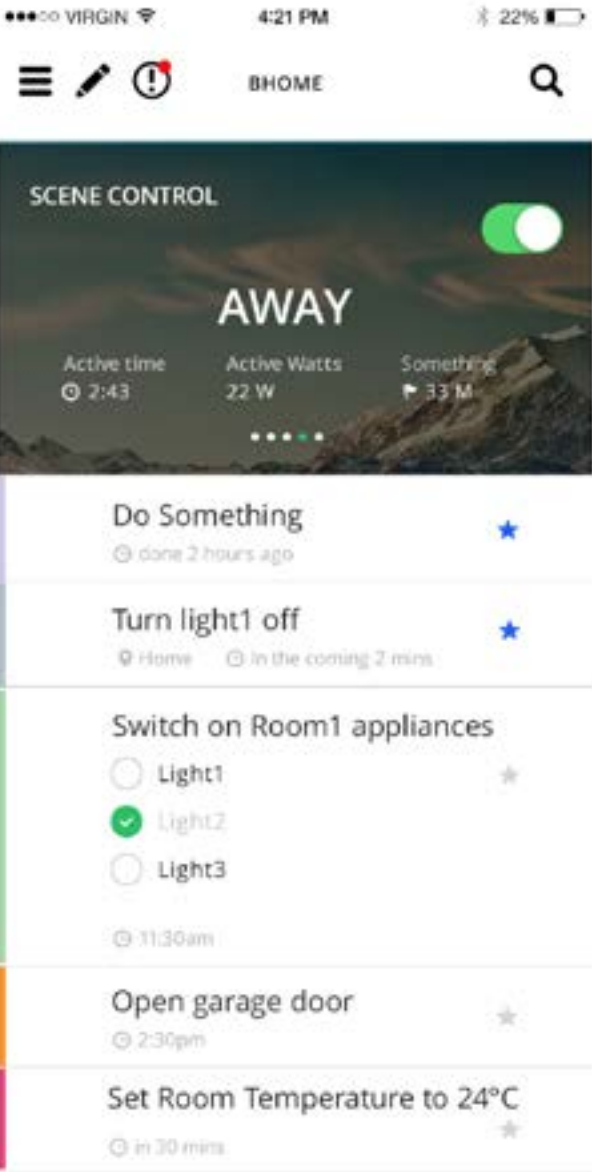 VIRGIN 4:21 PM 22%
BHOME
SCENE CONTROL
AWAY
Active time Active Watts Something
2:43 22 W 33 M
Do Something
done 2 hours ago
Turn light1 off
Home In the coming 2 mins
Switch on Room1 appliances
Light1
Light2
Light3
11:30am
Open garage door
2:30pm
Set Room Temperature to 24°C
in 30 mins